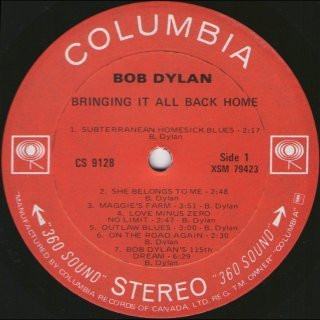 COLUMBIA
BOB DYLAN
BRINGING IT ALL BACK HOME
1. SUBTERRANEAN HOMESICK BLUES - 2:17
B. Dylan
CS 9128
Side 1
XSM 79423
2. SHE BELONGS TO ME - 2:48
B. Dylan
3. MAGGIE'S FARM - 3:51 - B. Dylan
4. LOVE MINUS ZERO
NO LIMIT - 2:47 - B. Dylan
5. OUTLAW BLUES - 3:00 - B. Dylan
6. ON THE ROAD AGAIN - 2:30
B. Dylan
7. BOB DYLAN'S 115th
DREAM - 6:29
B. Dylan
"360 SOUND" STEREO "360 SOUND"
MANUFACTURED BY COLUMBIA RECORDS OF CANADA, LTD. REG. T.M. OWNER "COLUMBIA"